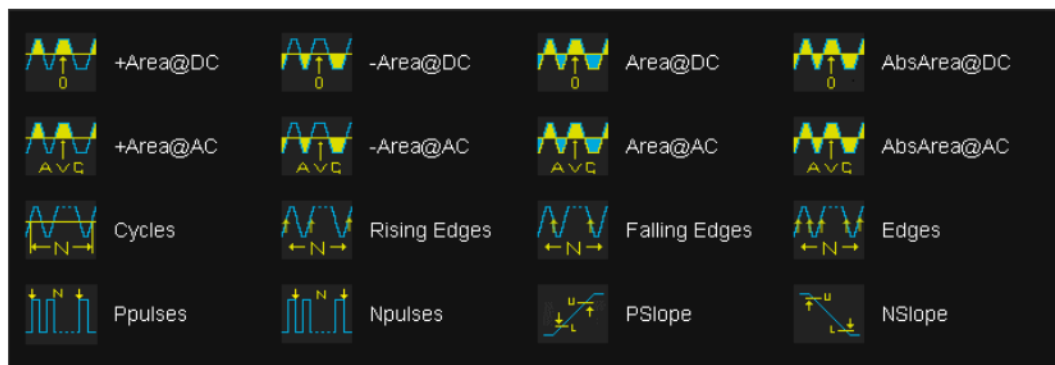 +Area@DC -Area@DC Area@DC AbsArea@DC
0 0 0 0
+Area@AC -Area@AC Area@AC AbsArea@AC
AVG AVG AVG AVG
Cycles Rising Edges Falling Edges Edges
N N N N
N Ppulses N Npulses U L PSlope U L NSlope